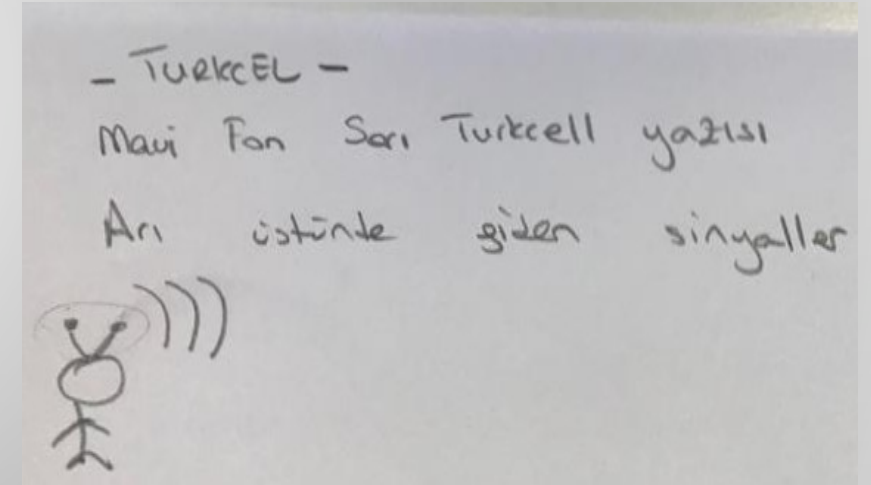 - TURKCEL -
Mavi Fon Sarı Turkcell yazısı
Arı üstünde giden sinyaller